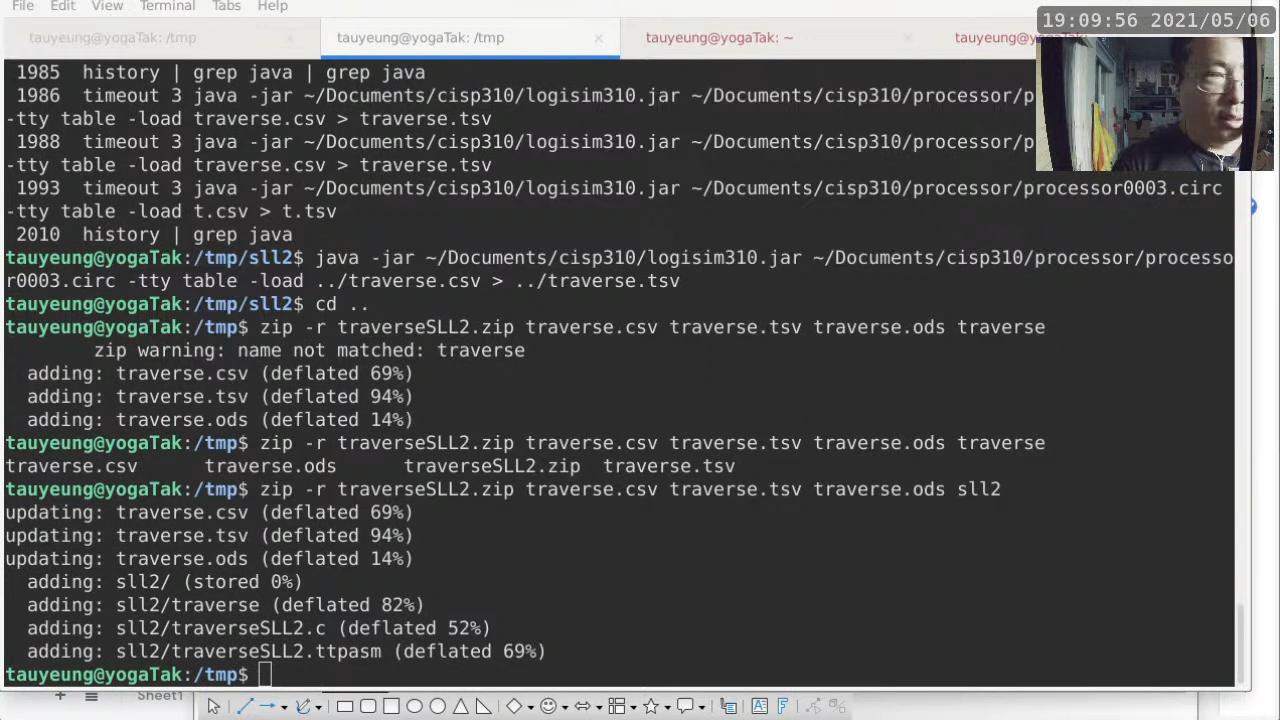 File Edit View Terminal Tabs Help
19:09:56 2021/05/06
tauyeung@yogaTak: /tmp
tauyeung@yogaTak: /tmp
tauyeung@yogaTak: ~
tauyeung@yogaTak:
1985 history | grep java | grep java
1986 timeout 3 java -jar ~/Documents/cisp310/logisim310.jar ~/Documents/cisp310/processor/p
-tty table -load traverse.csv > traverse.tsv
1988 timeout 3 java -jar ~/Documents/cisp310/logisim310.jar ~/Documents/cisp310/processor/p
-tty table -load traverse.csv > traverse.tsv
1993 timeout 3 java -jar ~/Documents/cisp310/logisim310.jar ~/Documents/cisp310/processor/processor0003.circ
-tty table -load t.csv > t.tsv
2010 history | grep java
tauyeung@yogaTak:/tmp/sll2$ java -jar ~/Documents/cisp310/logisim310.jar ~/Documents/cisp310/processor/processo
r0003.circ -tty table -load ../traverse.csv > ../traverse.tsv
tauyeung@yogaTak:/tmp/sll2$ cd ..
tauyeung@yogaTak:/tmp$ zip -r traverseSLL2.zip traverse.csv traverse.tsv traverse.ods traverse
zip warning: name not matched: traverse
adding: traverse.csv (deflated 69%)
adding: traverse.tsv (deflated 94%)
adding: traverse.ods (deflated 14%)
tauyeung@yogaTak:/tmp$ zip -r traverseSLL2.zip traverse.csv traverse.tsv traverse.ods traverse
traverse.csv traverse.ods traverseSLL2.zip traverse.tsv
tauyeung@yogaTak:/tmp$ zip -r traverseSLL2.zip traverse.csv traverse.tsv traverse.ods sll2
updating: traverse.csv (deflated 69%)
updating: traverse.tsv (deflated 94%)
updating: traverse.ods (deflated 14%)
adding: sll2/ (stored 0%)
adding: sll2/traverse (deflated 82%)
adding: sll2/traverseSLL2.c (deflated 52%)
adding: sll2/traverseSLL2.ttpasm (deflated 69%)
tauyeung@yogaTak:/tmp$
Sheet1